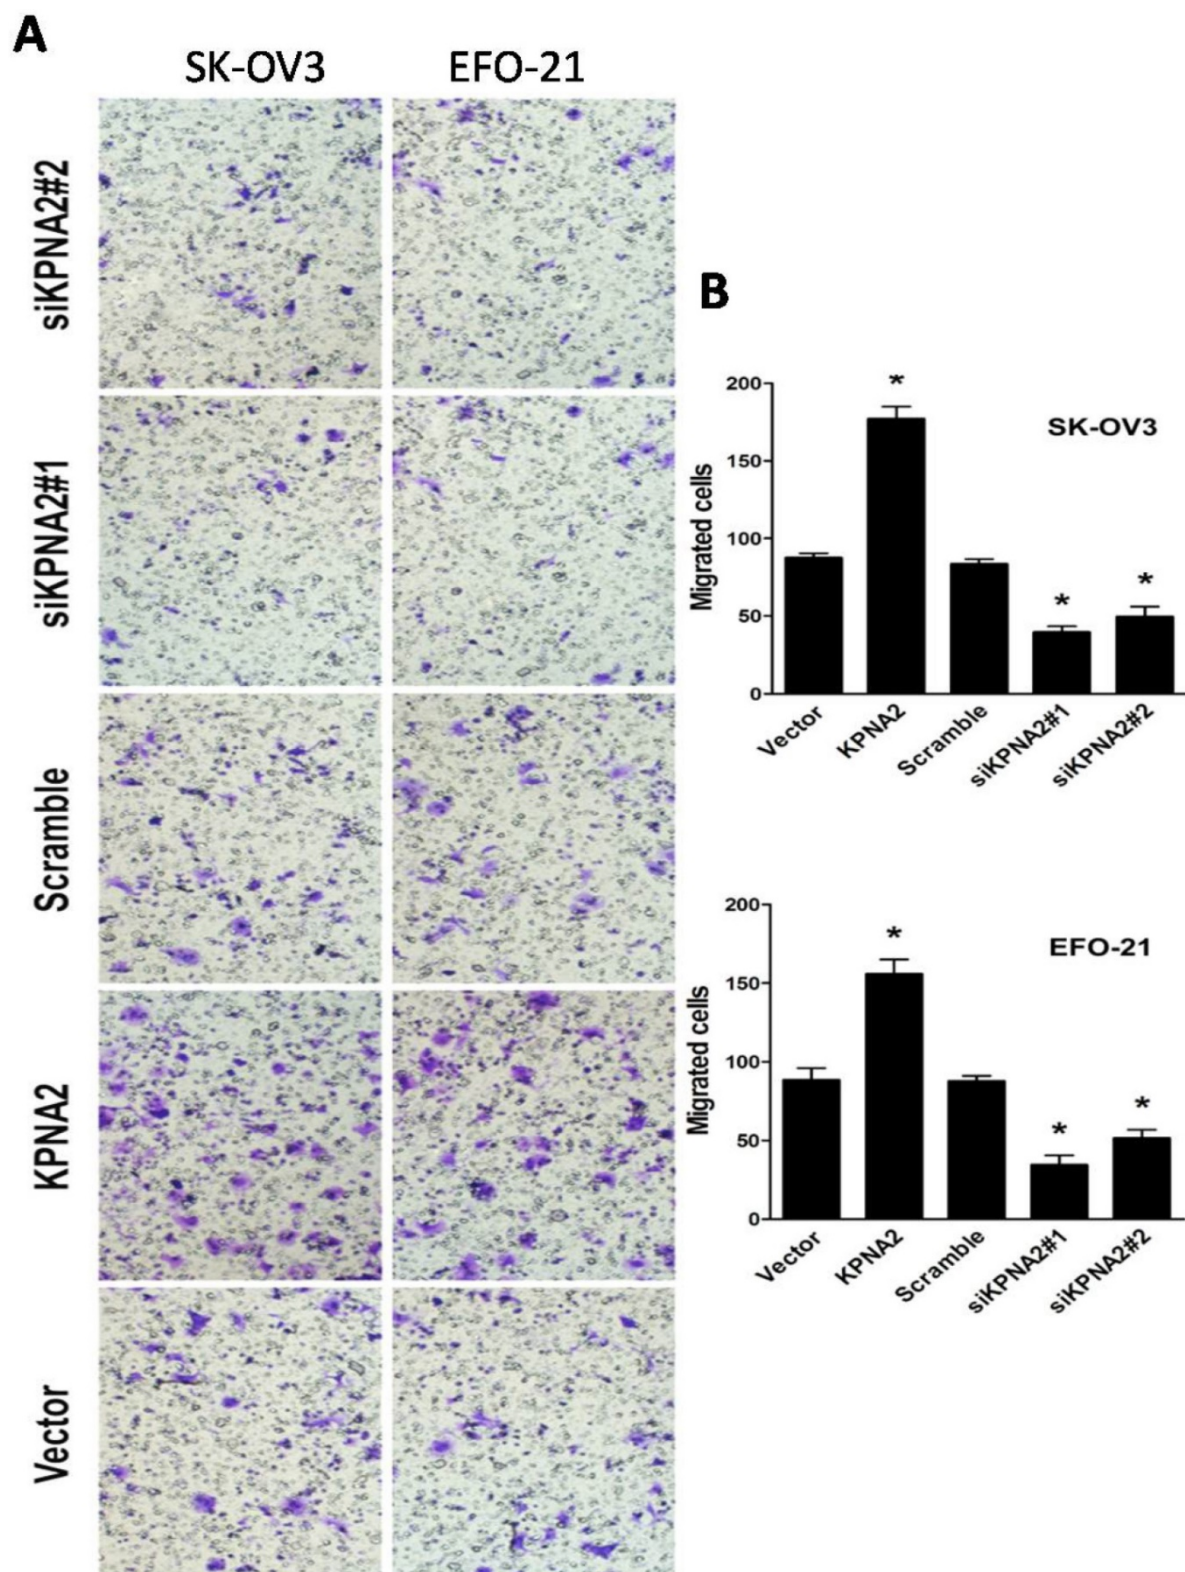 A
SK-OV3
EFO-21
siKPNA2#2
siKPNA2#1
Scramble
KPNA2
Vector
B
200
150
100
50
0
Migrated cells
SK-OV3
* * *
Vector
KPNA2
Scramble
siKPNA2#1
siKPNA2#2
200
150
100
50
0
Migrated cells
EFO-21
* * *
Vector
KPNA2
Scramble
siKPNA2#1
siKPNA2#2